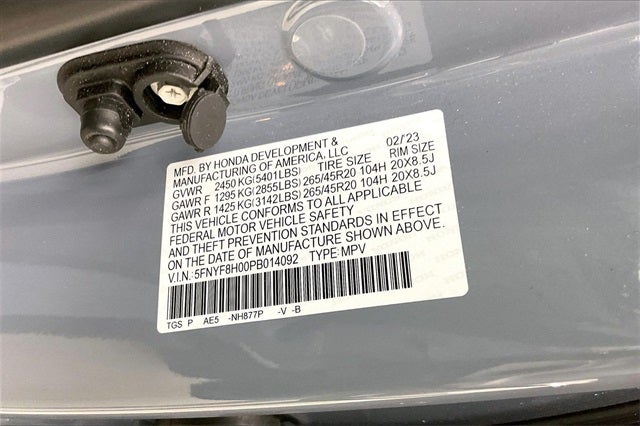 MFD. BY HONDA DEVELOPMENT & 02/'23
MANUFACTURING OF AMERICA, LLC
GVWR 2450 KG(5401LBS) TIRE SIZE RIM SIZE
GAWR F 1295 KG(2855LBS) 265/45R20 104H 20X8.5J
GAWR R 1425 KG(3142LBS) 265/45R20 104H 20X8.5J
THIS VEHICLE CONFORMS TO ALL APPLICABLE
FEDERAL MOTOR VEHICLE SAFETY
AND THEFT PREVENTION STANDARDS IN EFFECT
ON THE DATE OF MANUFACTURE SHOWN ABOVE.
V.I.N.: 5FNYF8H00PB014092 TYPE: MPV
TGS P AE5 -NH877P -V -B